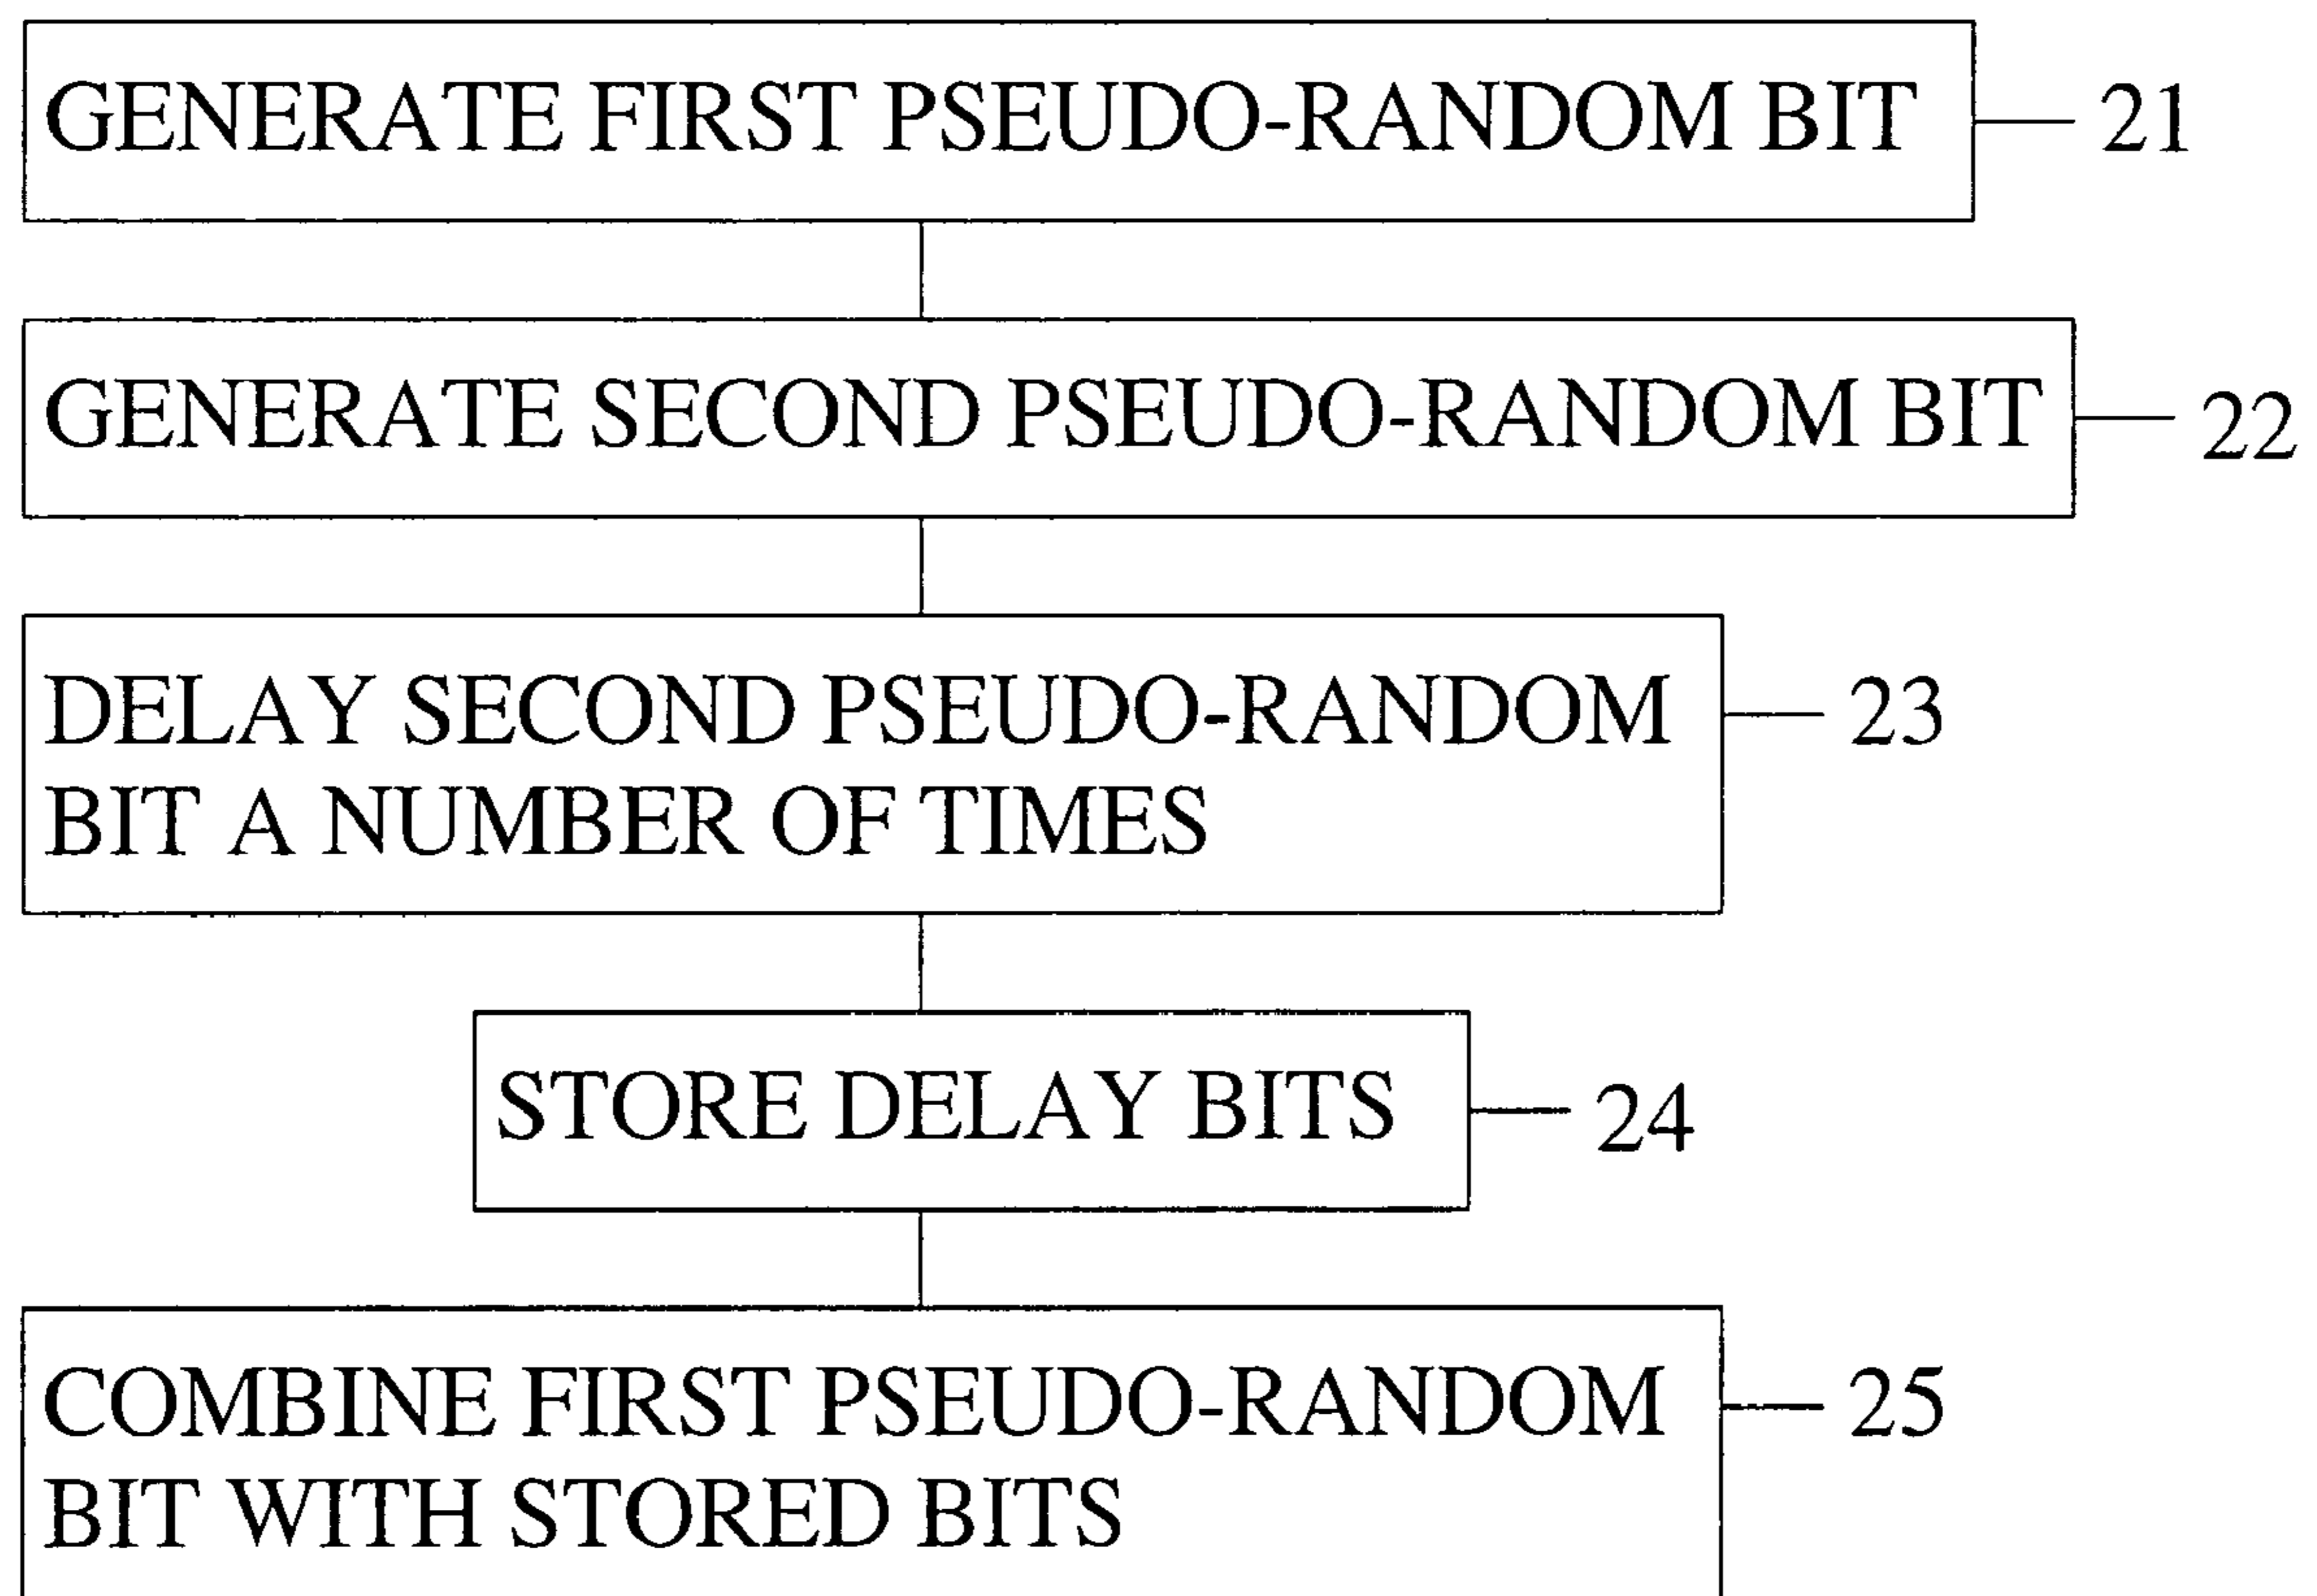 GENERATE FIRST PSEUDO-RANDOM BIT
21
GENERATE SECOND PSEUDO-RANDOM BIT
22
DELAY SECOND PSEUDO-RANDOM
BIT A NUMBER OF TIMES
23
STORE DELAY BITS
24
COMBINE FIRST PSEUDO-RANDOM
BIT WITH STORED BITS
25